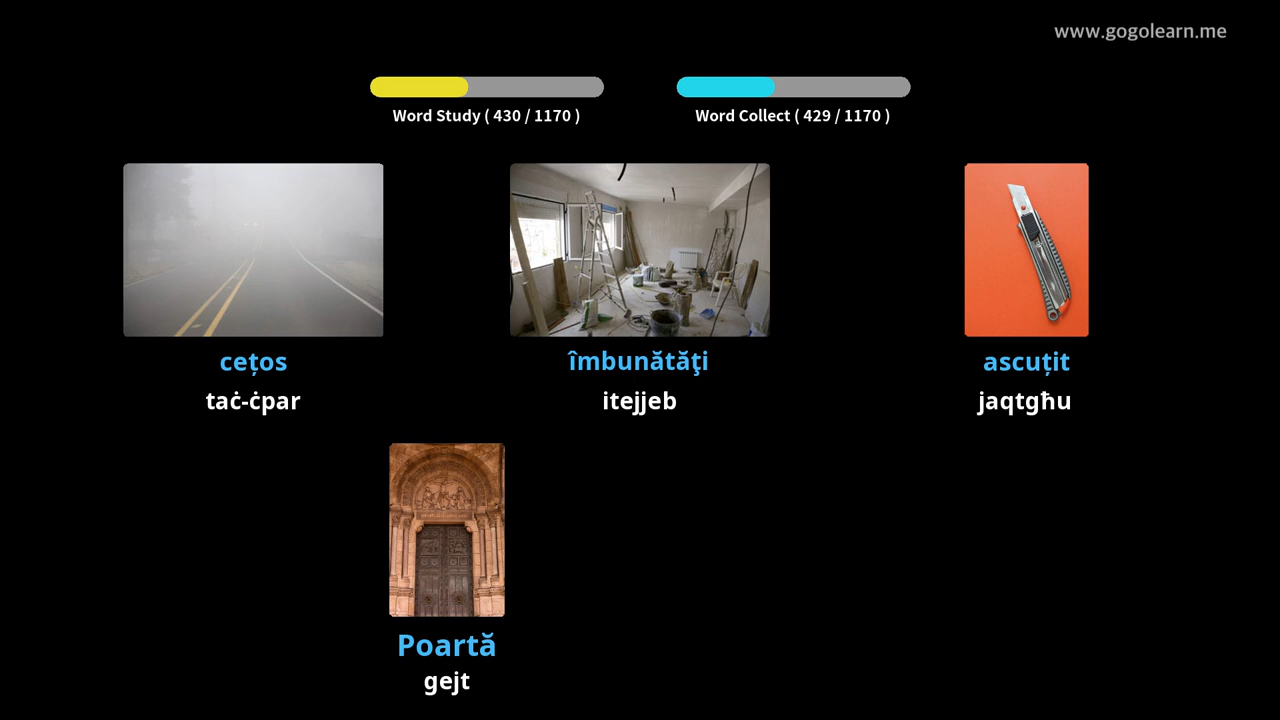 www.gogolearn.me
Word Study ( 430 / 1170 )
Word Collect ( 429 / 1170 )
cețos
îmbunătăţi
ascuțit
taċ-ċpar
itejjeb
jaqtgħu
Poartă
gejt